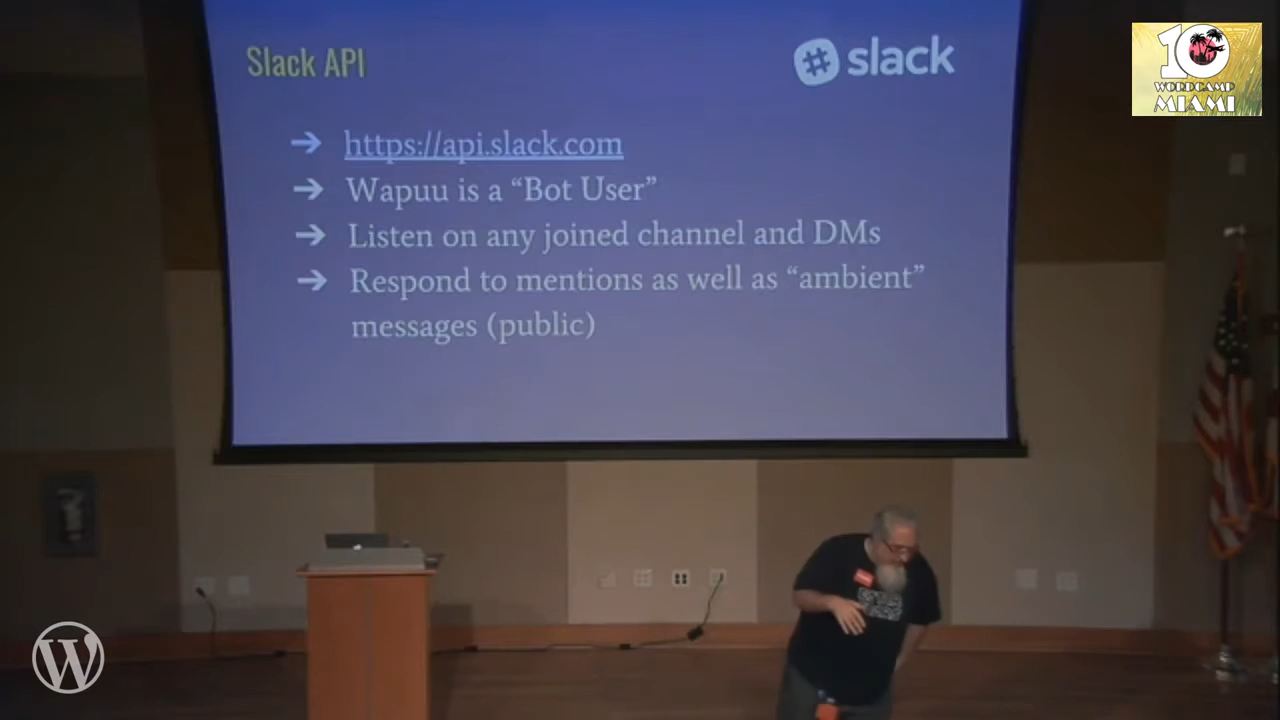 Slack API
slack
10
WORDCAMP
MIAMI
https://api.slack.com
Wapuu is a “Bot User”
Listen on any joined channel and DMs
Respond to mentions as well as “ambient”
messages (public)